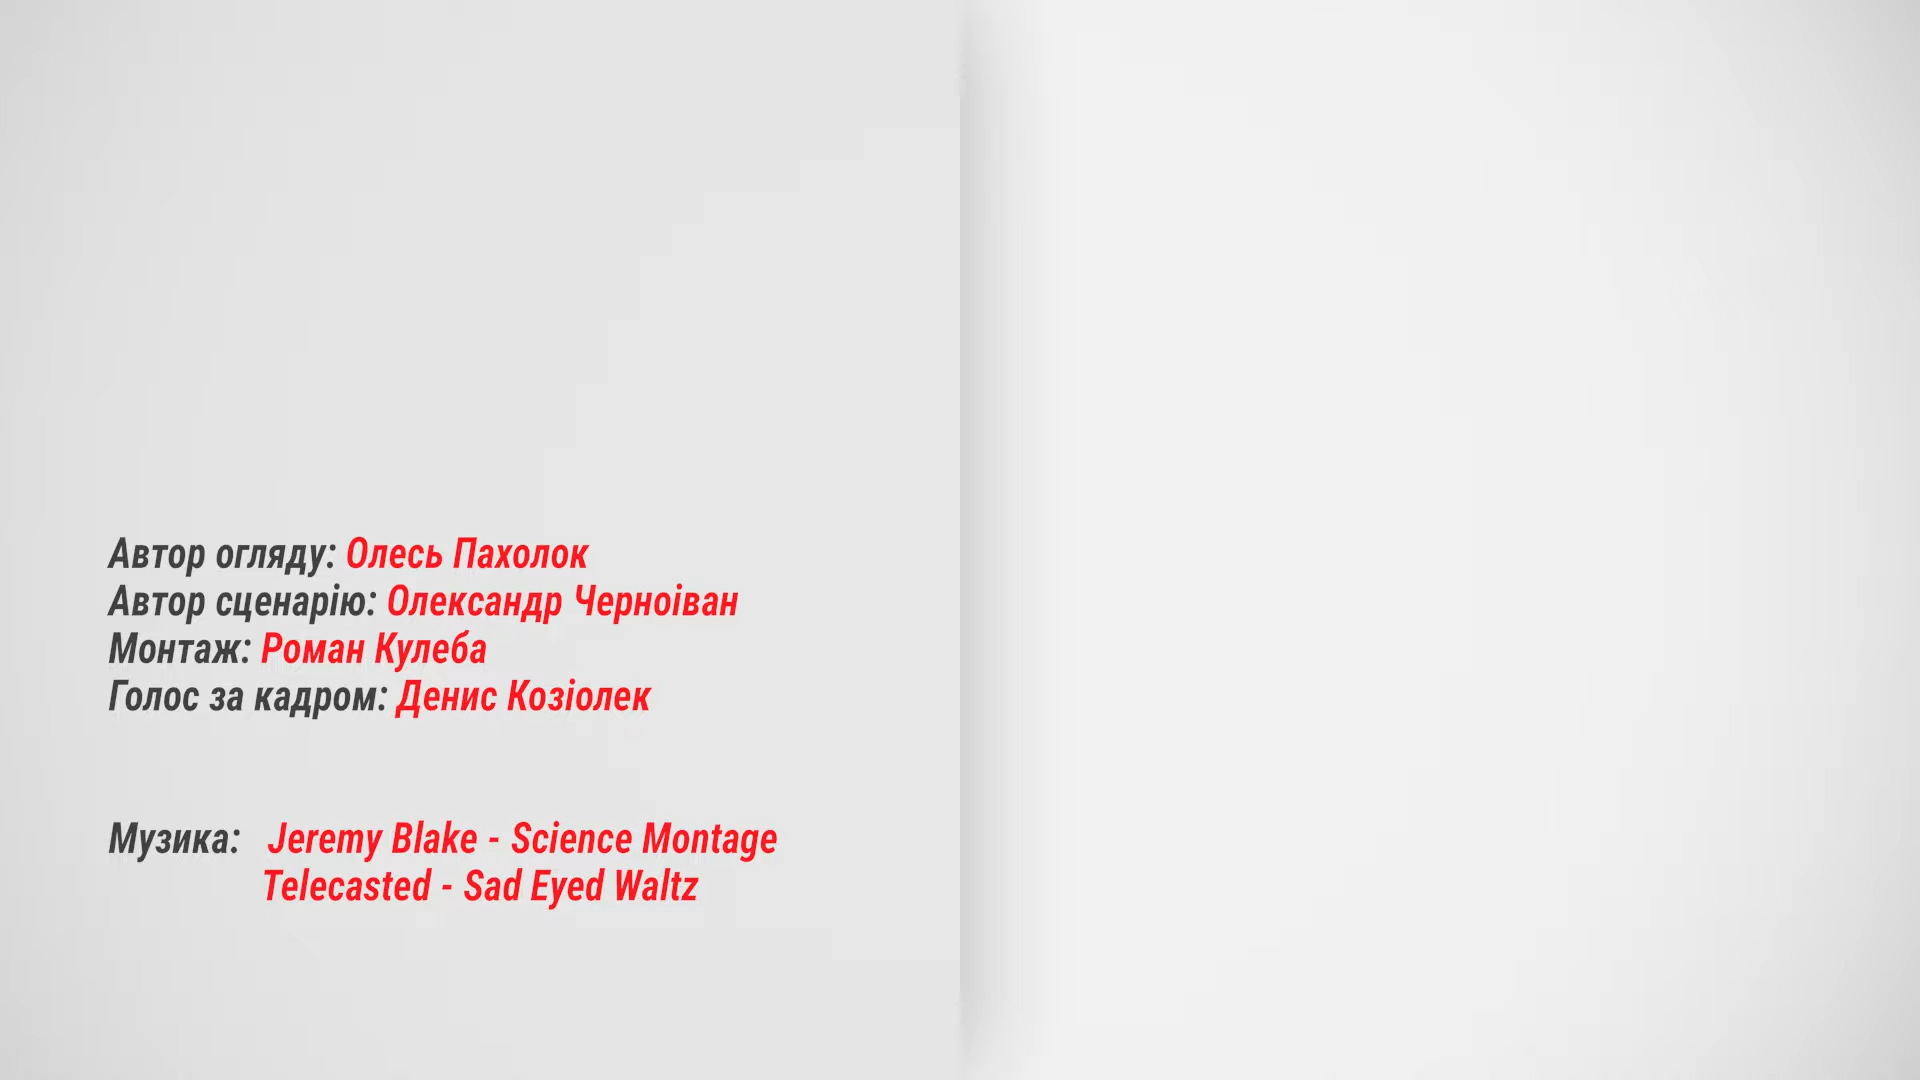 Автор огляду: Олесь Пахолок
Автор сценарію: Олександр Черноіван
Монтаж: Роман Кулеба
Голос за кадром: Денис Козіолек
Музика: Jeremy Blake - Science Montage
Telecasted - Sad Eyed Waltz